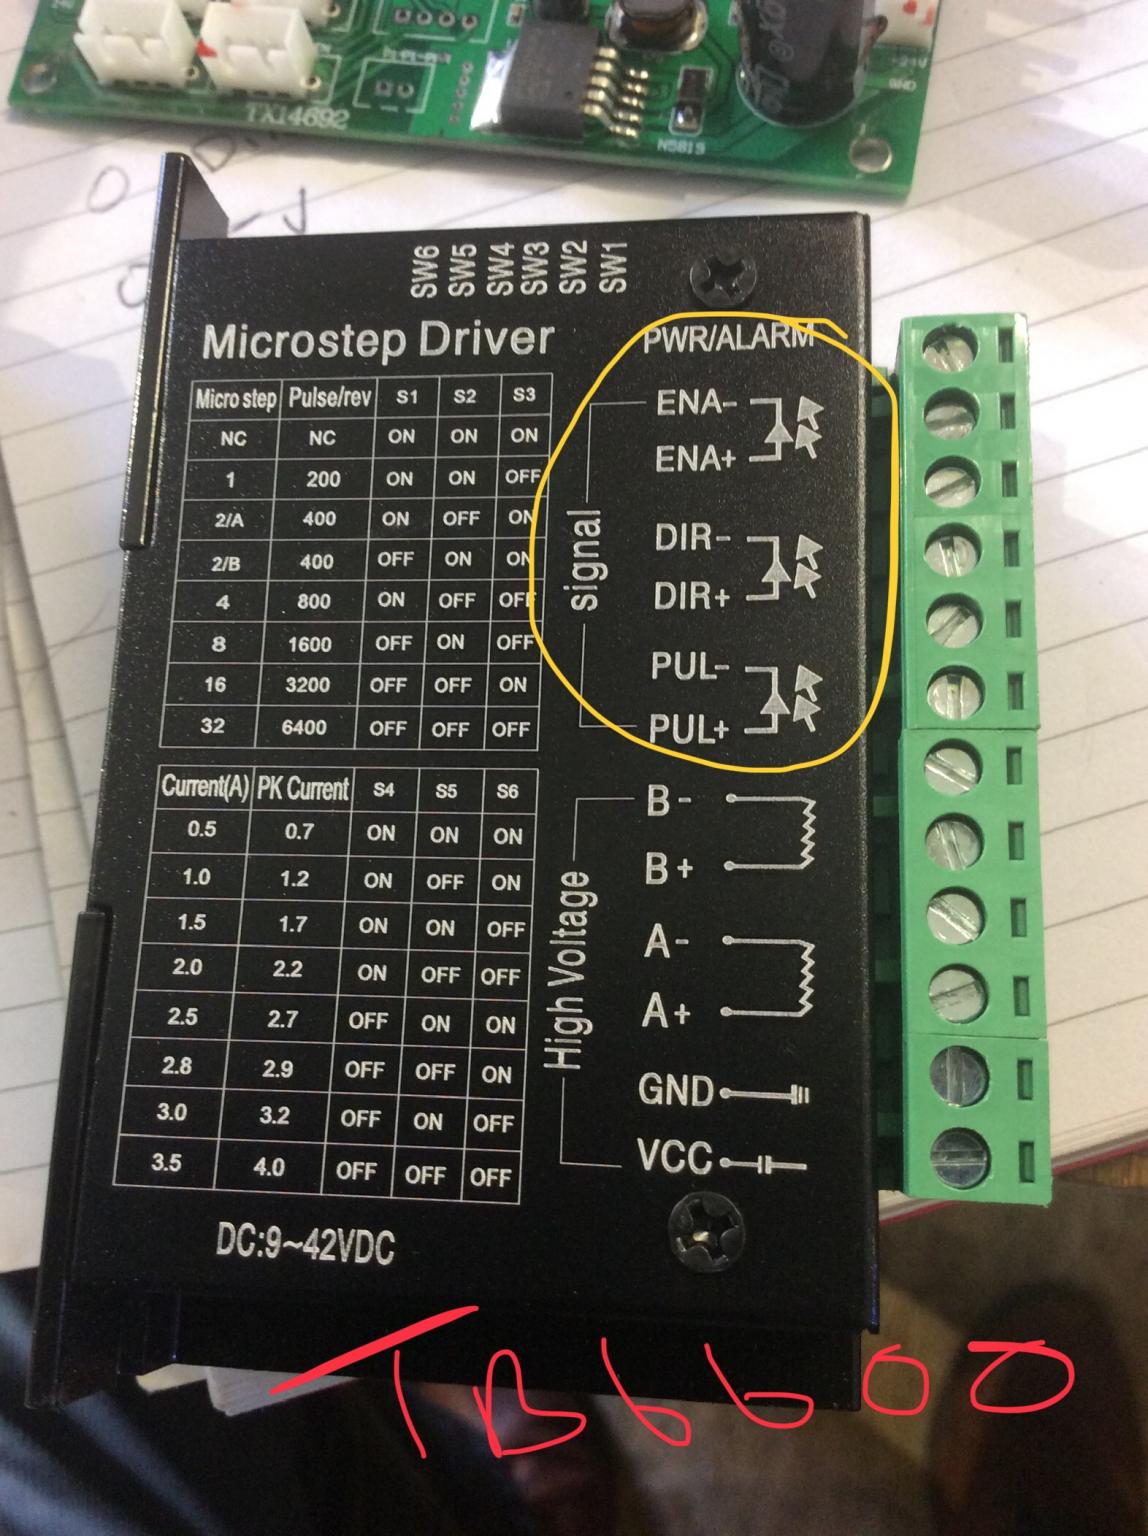 TX14692
N5819
-24V
GND
SW6
SW5
SW4
SW3
SW2
SW1
Microstep Driver
PWR/ALARM
Micro step Pulse/rev S1 S2 S3
NC NC ON ON ON
1 200 ON ON OFF
2/A 400 ON OFF ON
2/B 400 OFF ON ON
4 800 ON OFF OFF
8 1600 OFF ON OFF
16 3200 OFF OFF ON
32 6400 OFF OFF OFF
Signal
ENA-
ENA+
DIR-
DIR+
PUL-
PUL+
Current(A) PK Current S4 S5 S6
0.5 0.7 ON ON ON
1.0 1.2 ON OFF ON
1.5 1.7 ON ON OFF
2.0 2.2 ON OFF OFF
2.5 2.7 OFF ON ON
2.8 2.9 OFF OFF ON
3.0 3.2 OFF ON OFF
3.5 4.0 OFF OFF OFF
High Voltage
B-
B+
A-
A+
GND
VCC
DC:9~42VDC
TB6600